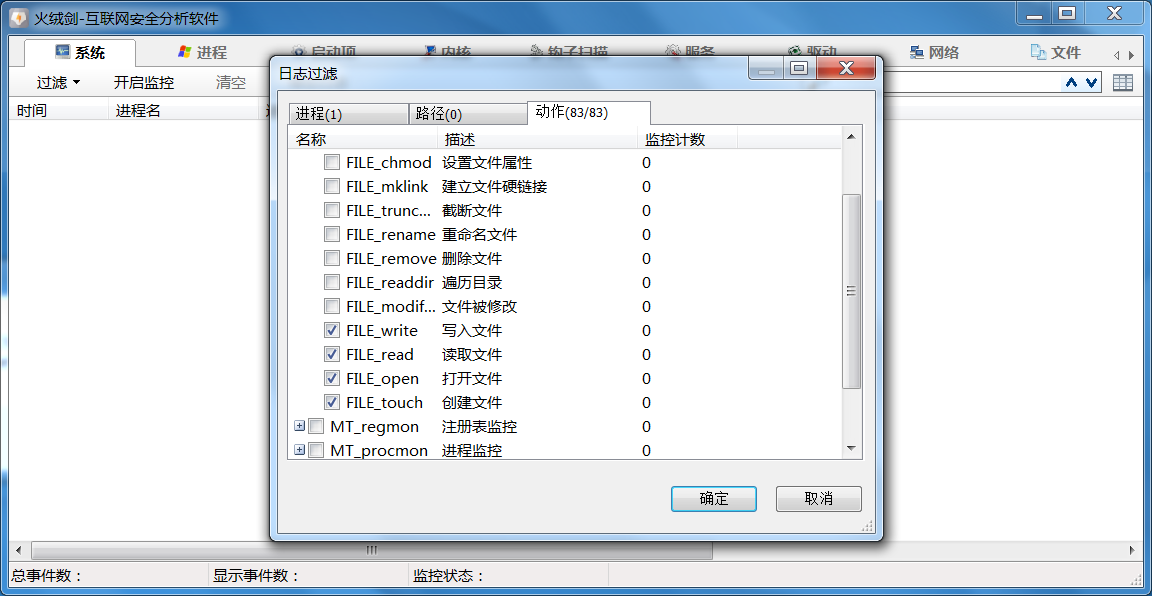 火绒剑-互联网安全分析软件
系统 进程 启动项 内核 钩子扫描 服务 驱动 网络 文件
过滤 开启监控 清空
时间 进程名
日志过滤
进程(1) 路径(0) 动作(83/83)
名称 描述 监控计数
FILE_chmod 设置文件属性 0
FILE_mklink 建立文件硬链接 0
FILE_trunc... 截断文件 0
FILE_rename 重命名文件 0
FILE_remove 删除文件 0
FILE_readdir 遍历目录 0
FILE_modif... 文件被修改 0
FILE_write 写入文件 0
FILE_read 读取文件 0
FILE_open 打开文件 0
FILE_touch 创建文件 0
MT_regmon 注册表监控 0
MT_procmon 进程监控 0
确定 取消
总事件数： 显示事件数： 监控状态：